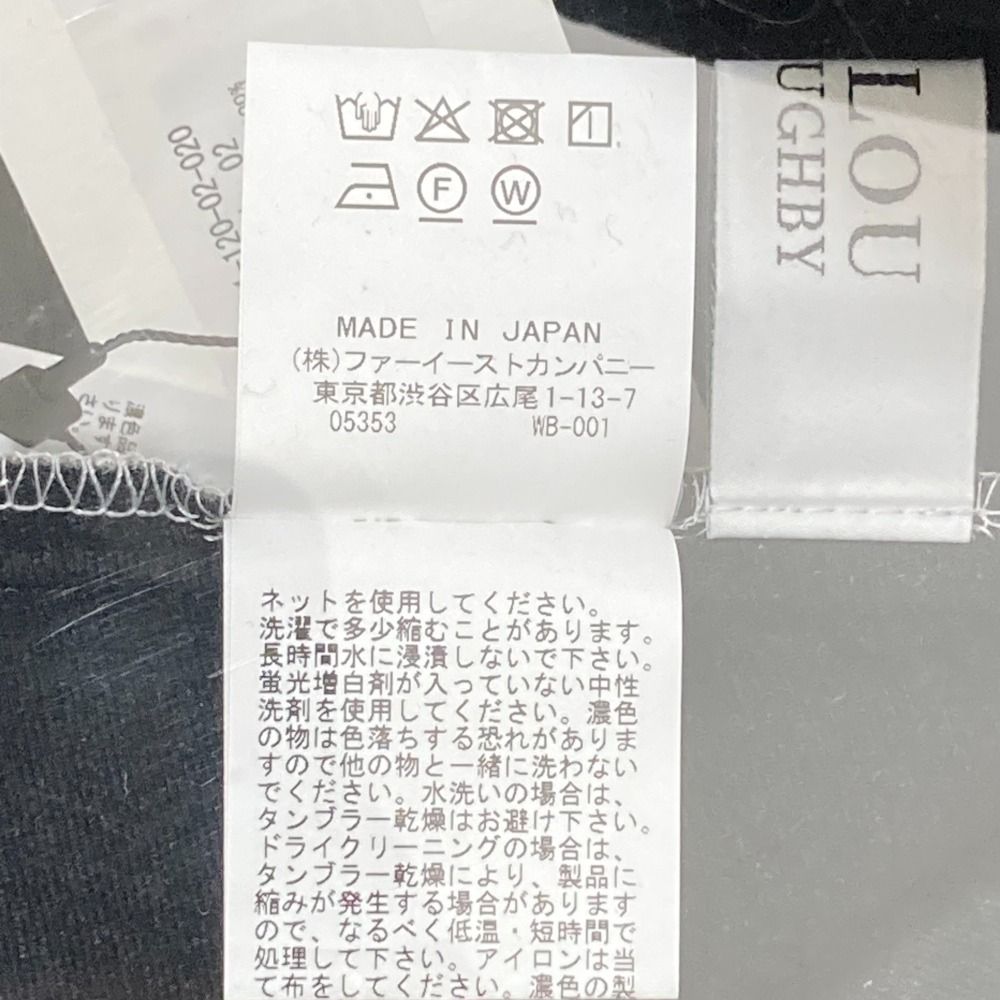 F
W
MADE IN JAPAN
(株)ファーイーストカンパニー
東京都渋谷区広尾1-13-7
05353 WB-001
ネットを使用してください。
洗濯で多少縮むことがあります。
長時間水に浸漬しないで下さい。
蛍光増白剤が入っていない中性
洗剤を使用してください。濃色
の物は色落ちする恐れがありま
すので他の物と一緒に洗わない
でください。水洗いの場合は、
タンブラー乾燥はお避け下さい。
ドライクリーニングの場合は、
タンブラー乾燥により、製品に
縮みが発生する場合があります
ので、なるべく低温・短時間で
処理して下さい。アイロンは当
て布をしてください。濃色の製
LOU
UGHBY
02
-120-02-020